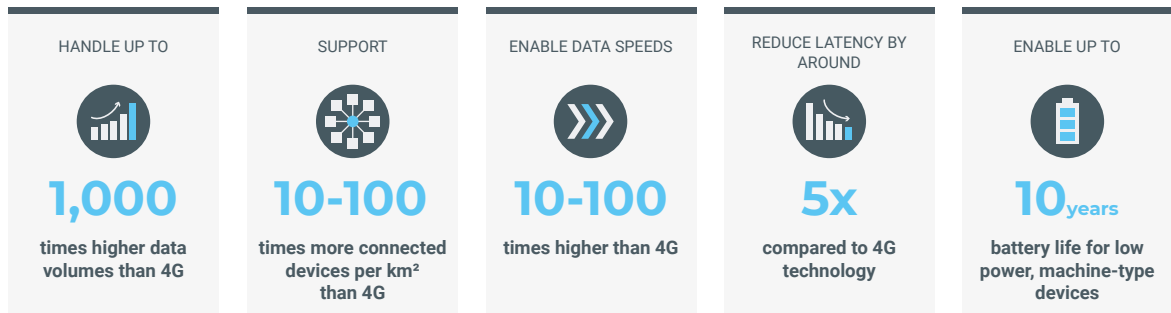 HANDLE UP TO
1,000
times higher data
volumes than 4G
SUPPORT
10-100
times more connected
devices per km²
than 4G
ENABLE DATA SPEEDS
10-100
times higher than 4G
REDUCE LATENCY BY
AROUND
5x
compared to 4G
technology
ENABLE UP TO
10 years
battery life for low
power, machine-type
devices